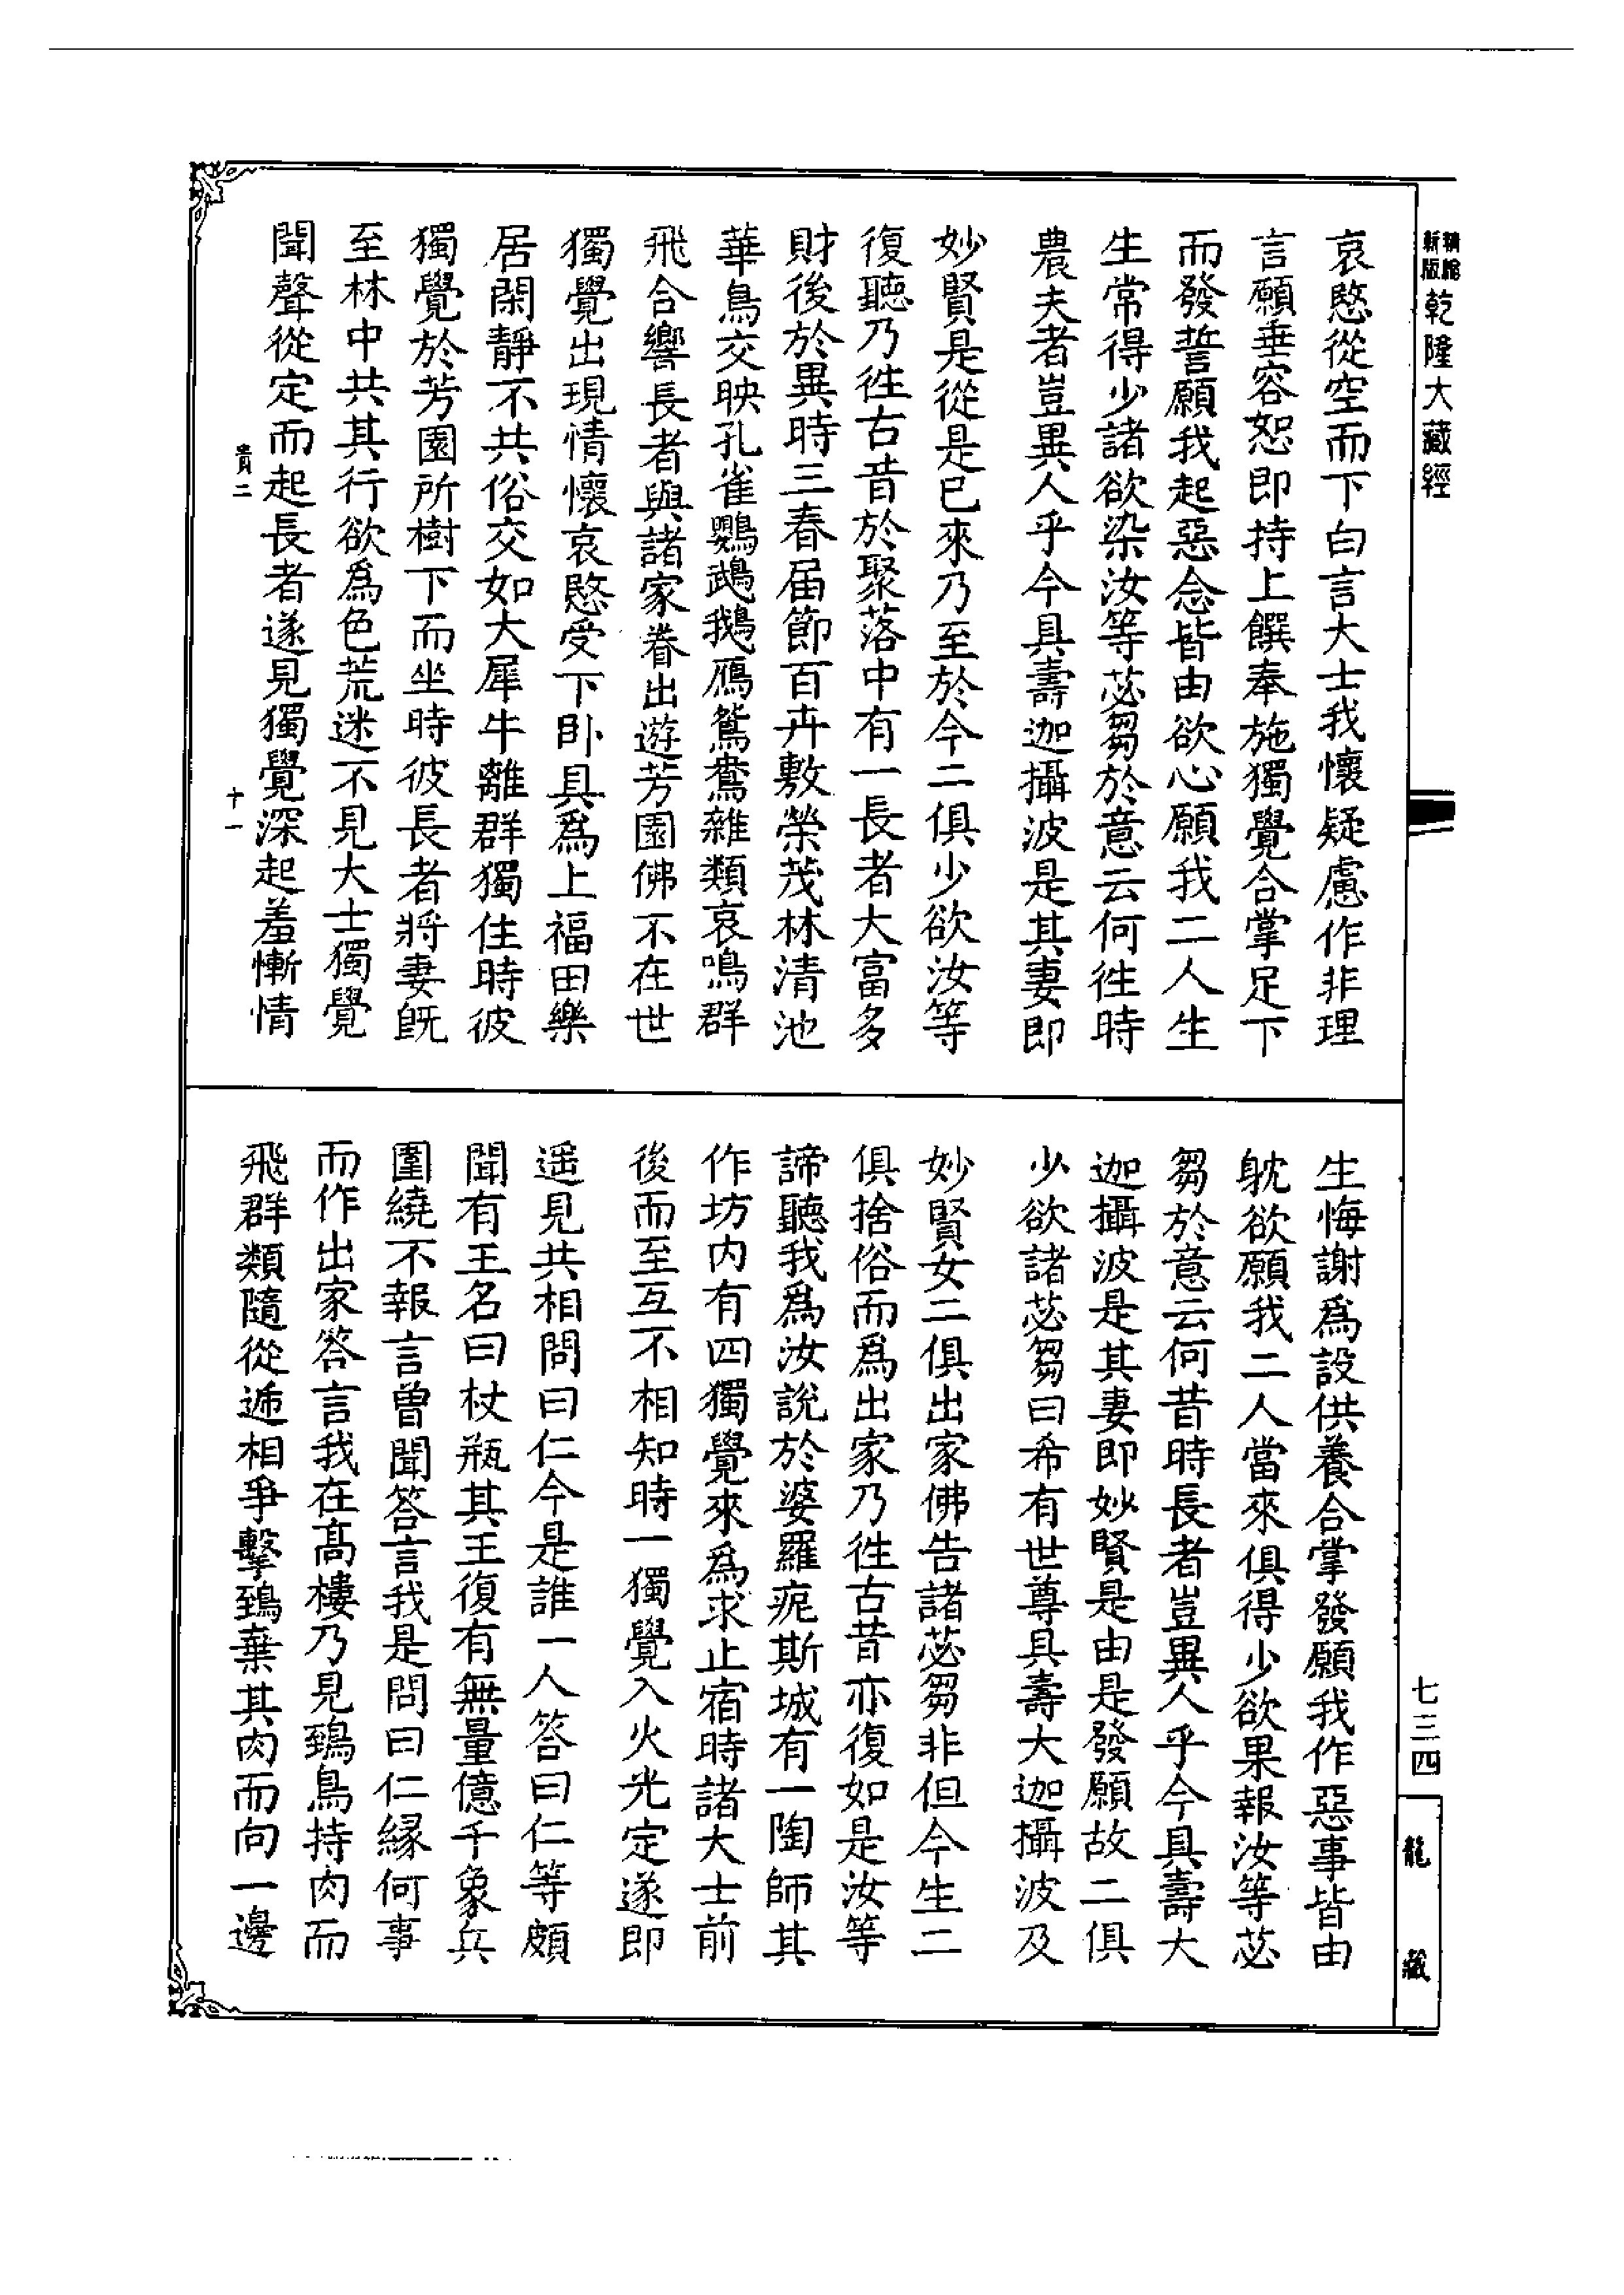 精縮新版乾隆大藏經
哀愍從空而下白言大士我懷疑慮作非理
言願垂容恕即持上饌奉施獨覺合掌足下
而發誓願我起惡念皆由欲心願我二人生
生常得少諸欲染汝等苾芻於意云何往時
農夫者豈異人乎今具壽迦攝波是其妻即
妙賢是從是已來乃至於今二俱少欲汝等
復聽乃徃古昔於聚落中有一長者大富多
財後於異時三春届節百卉敷榮茂林清池
華鳥交映孔雀鸚鵡鵝鴈鴛鴦雜類哀鳴群
飛合響長者與諸家眷出遊芳園佛不在世
獨覺出現情懷哀愍受下卧具爲上福田樂
居閑靜不共俗交如大犀牛離群獨住時彼
獨覺於芳園所樹下而坐時彼長者將妻旣
至林中共其行欲爲色荒迷不見大士獨覺
聞聲從定而起長者遂見獨覺深起羞慚情
貴二 十一
生悔謝爲設供養合掌發願我作惡事皆由
躭欲願我二人當來俱得少欲果報汝等苾
芻於意云何昔時長者豈異人乎今具壽大
迦攝波是其妻即妙賢是由是發願故二俱
少欲諸苾芻曰希有世尊具壽大迦攝波及
妙賢女二俱出家佛告諸苾芻非但今生二
俱捨俗而爲出家乃徃古昔亦復如是汝等
諦聽我爲汝說於婆羅痆斯城有一陶師其
作坊内有四獨覺來爲求止宿時諸大士前
後而至互不相知時一獨覺入火光定遂即
遥見共相問曰仁今是誰一人答曰仁等頗
聞有王名曰杖瓶其王復有無量億千象兵
圍繞不報言曾聞答言我是問曰仁緣何事
而作出家答言我在髙樓乃見鵄鳥持肉而
飛群類隨從遞相爭擊鵄棄其肉而向一邊
七三四
龍藏